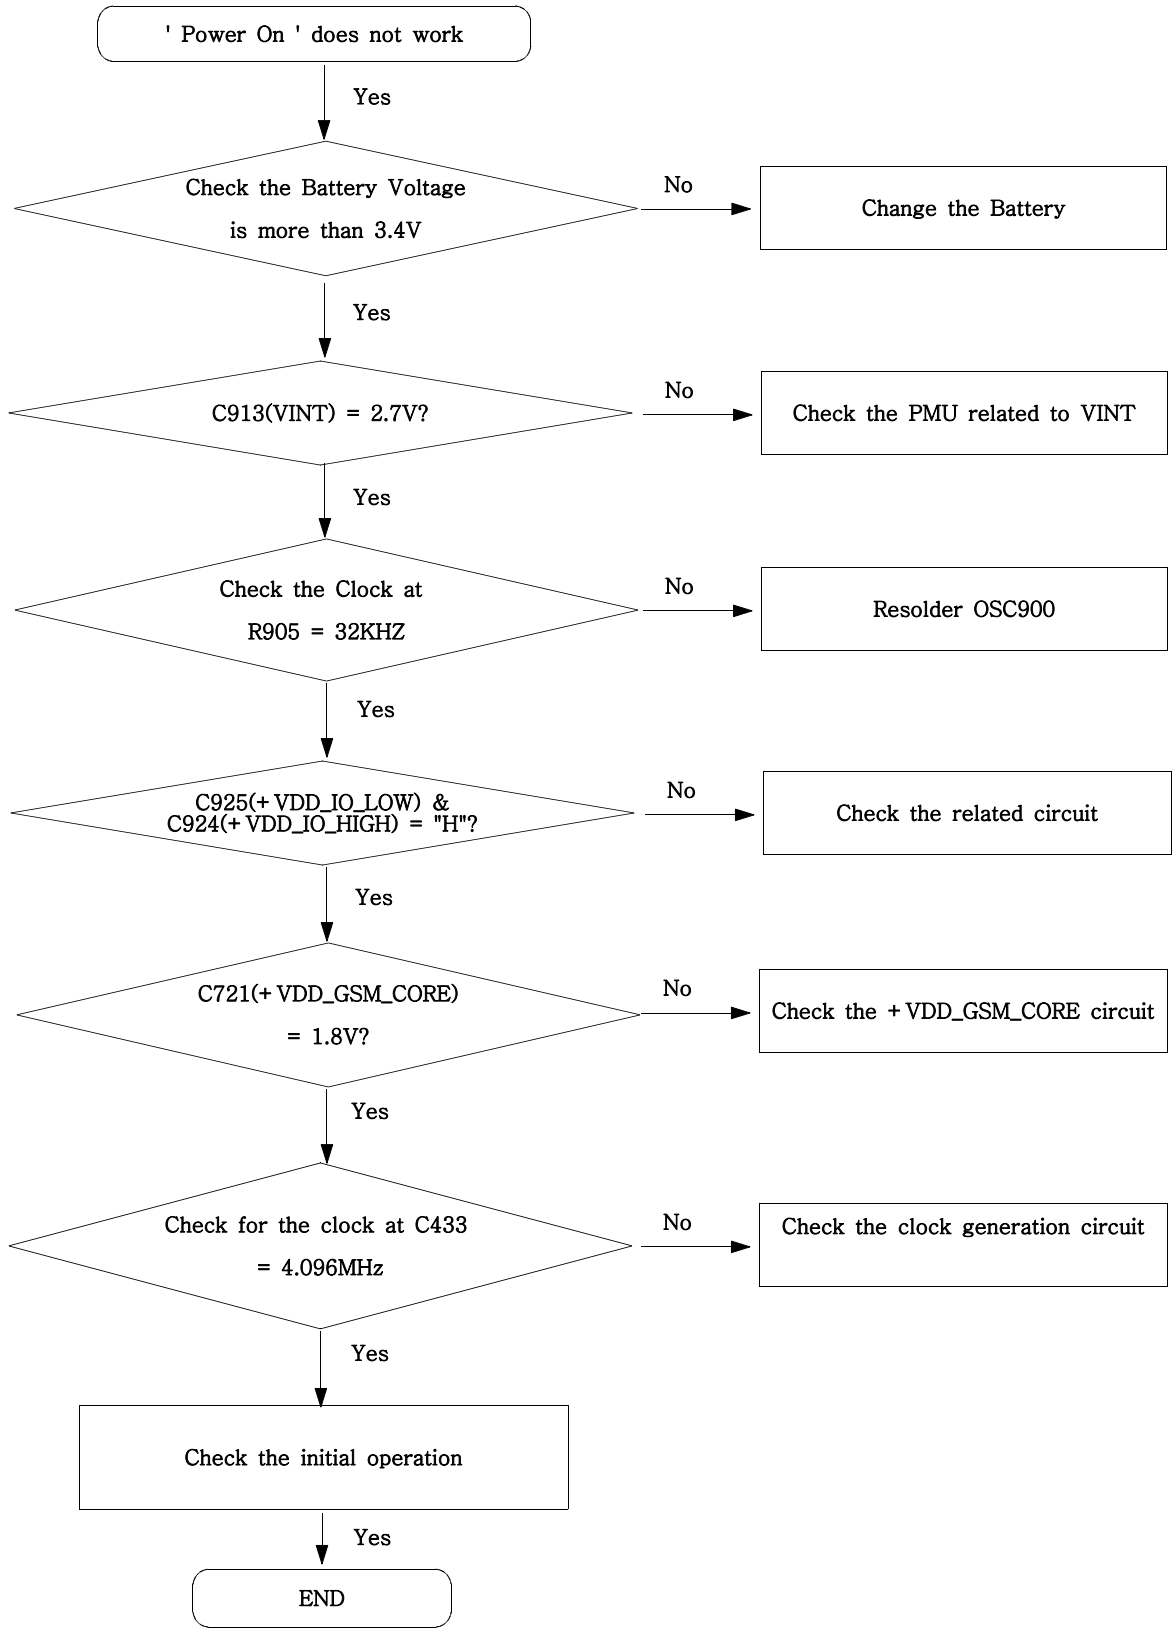 ' Power On ' does not work
Yes
Check the Battery Voltage
is more than 3.4V
No
Change the Battery
Yes
C913(VINT) = 2.7V?
No
Check the PMU related to VINT
Yes
Check the Clock at
R905 = 32KHZ
No
Resolder OSC900
Yes
C925(+VDD_IO_LOW) &
C924(+VDD_IO_HIGH) = "H"?
No
Check the related circuit
Yes
C721(+VDD_GSM_CORE)
= 1.8V?
No
Check the +VDD_GSM_CORE circuit
Yes
Check for the clock at C433
= 4.096MHz
No
Check the clock generation circuit
Yes
Check the initial operation
Yes
END